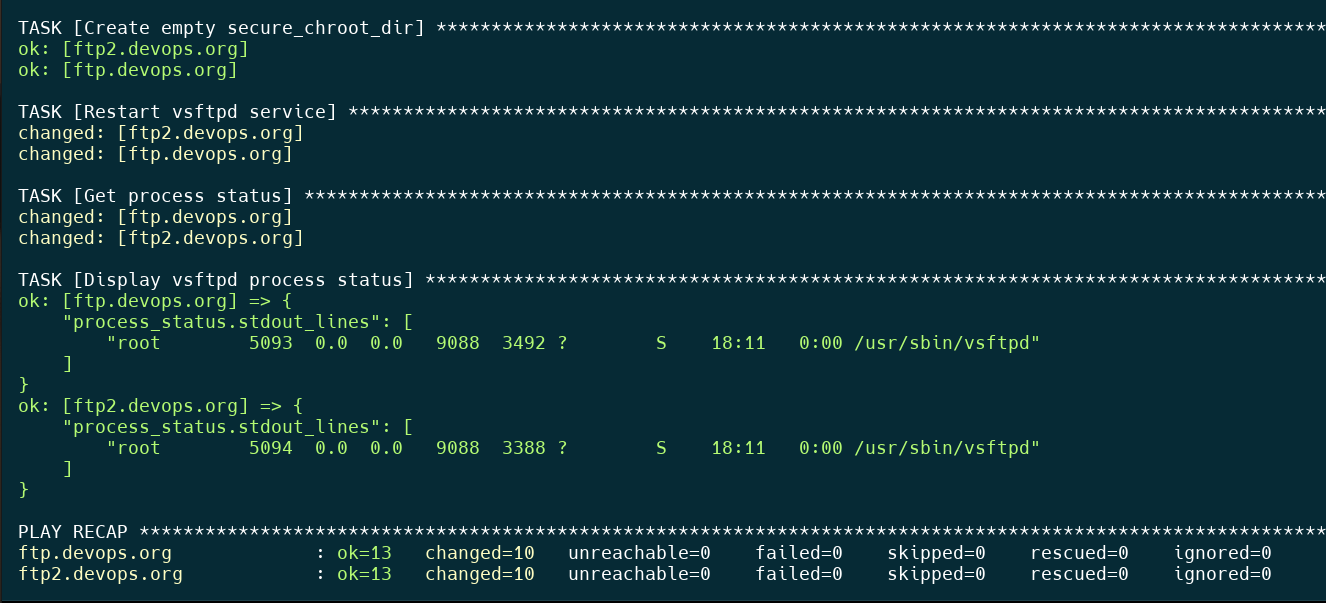 TASK [Create empty secure_chroot_dir] *********************************************************************************
ok: [ftp2.devops.org]
ok: [ftp.devops.org]
TASK [Restart vsftpd service] *****************************************************************************************
changed: [ftp2.devops.org]
changed: [ftp.devops.org]
TASK [Get process status] *********************************************************************************************
changed: [ftp.devops.org]
changed: [ftp2.devops.org]
TASK [Display vsftpd process status] **********************************************************************************
ok: [ftp.devops.org] => {
    "process_status.stdout_lines": [
        "root        5093  0.0  0.0   9088  3492 ?        S    18:11   0:00 /usr/sbin/vsftpd"
    ]
}
ok: [ftp2.devops.org] => {
    "process_status.stdout_lines": [
        "root        5094  0.0  0.0   9088  3388 ?        S    18:11   0:00 /usr/sbin/vsftpd"
    ]
}
PLAY RECAP ************************************************************************************************************
ftp.devops.org             : ok=13   changed=10   unreachable=0    failed=0    skipped=0    rescued=0    ignored=0
ftp2.devops.org            : ok=13   changed=10   unreachable=0    failed=0    skipped=0    rescued=0    ignored=0